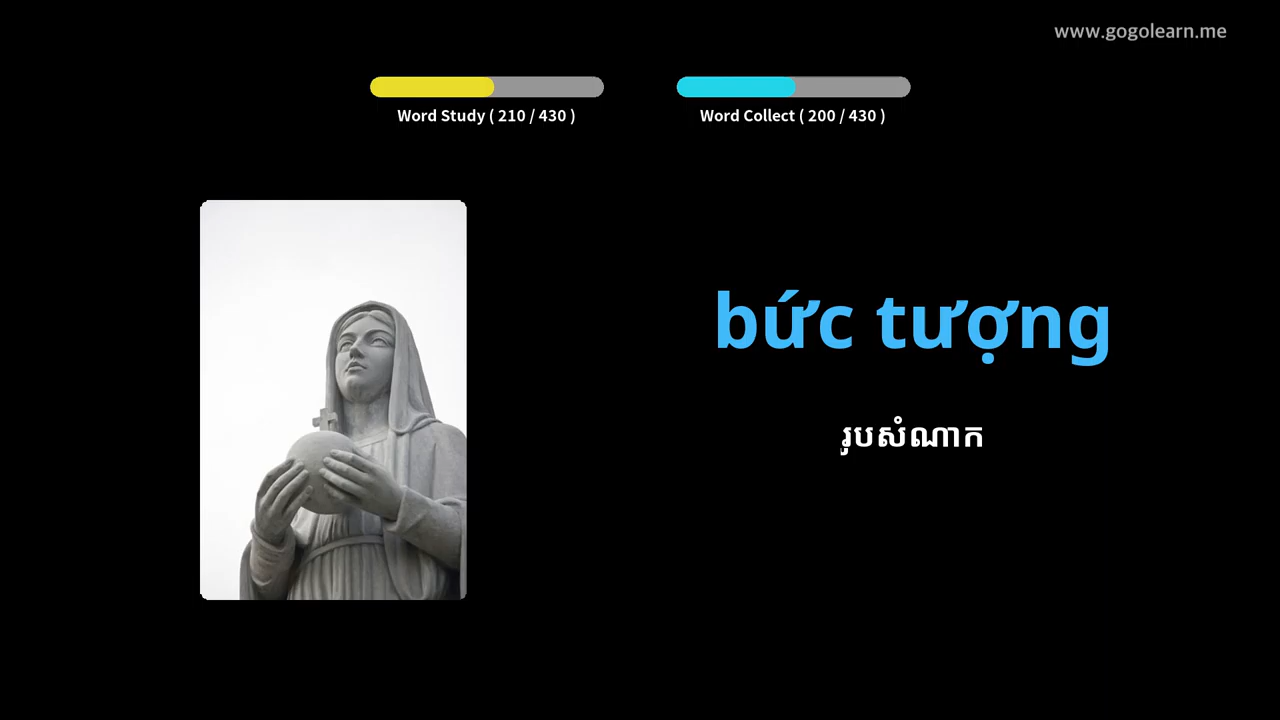 www.gogolearn.me
Word Study ( 210 / 430 )
Word Collect ( 200 / 430 )
bức tượng
រូបសំណាក